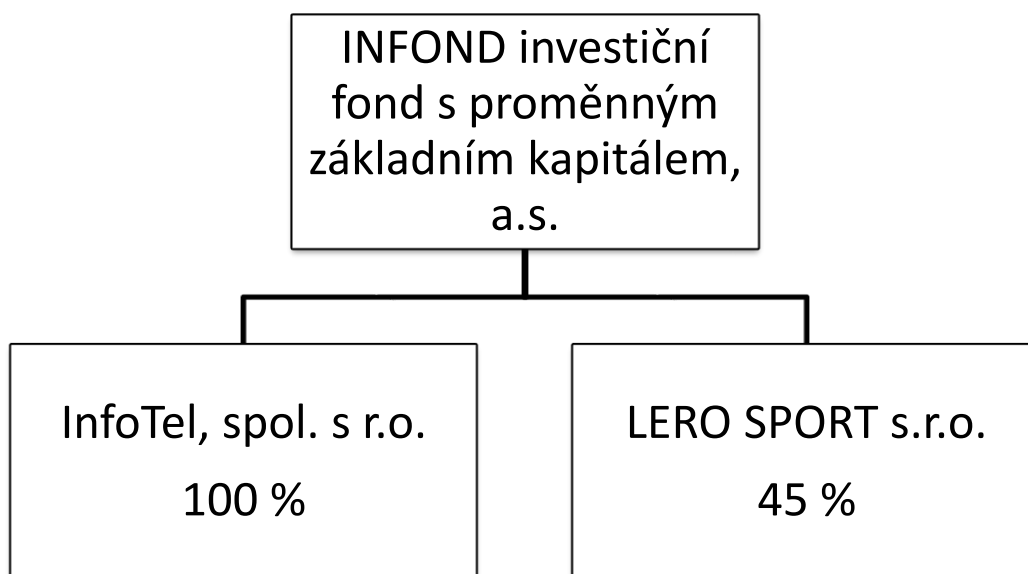 INFOND investiční
fond s proměnným
základním kapitálem,
a.s.
InfoTel, spol. s r.o.
100 %
LERO SPORT s.r.o.
45 %